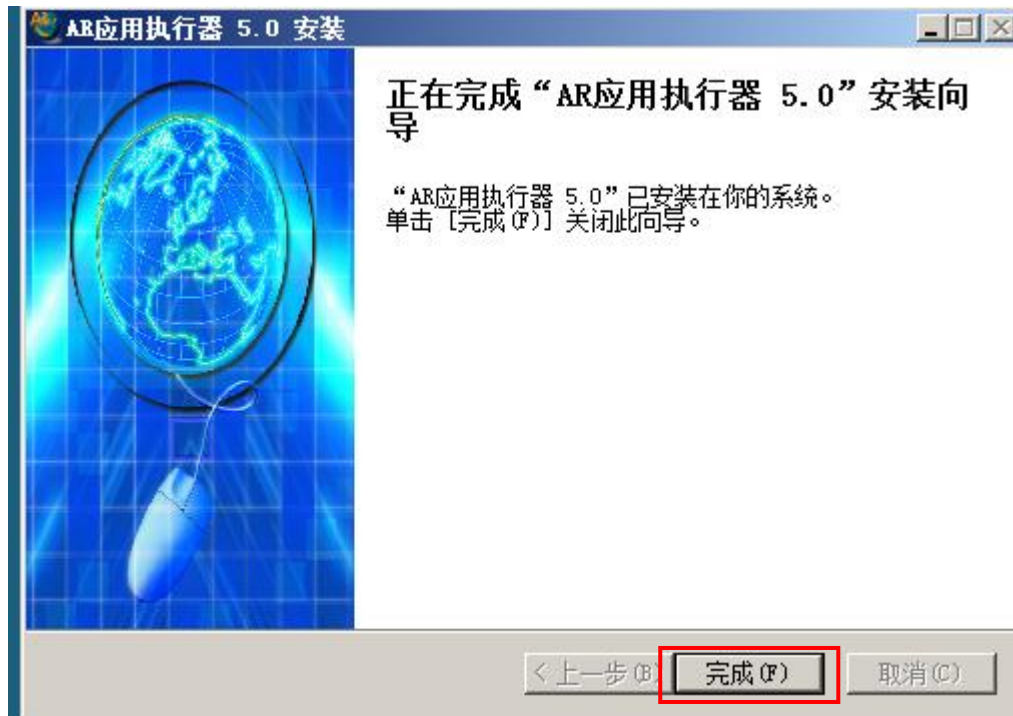 AR应用执行器 5.0 安装
正在完成“AR应用执行器 5.0”安装向
导
“AR应用执行器 5.0”已安装在你的系统。
单击 [完成(F)] 关闭此向导。
<上一步(B) 完成(F) 取消(C)